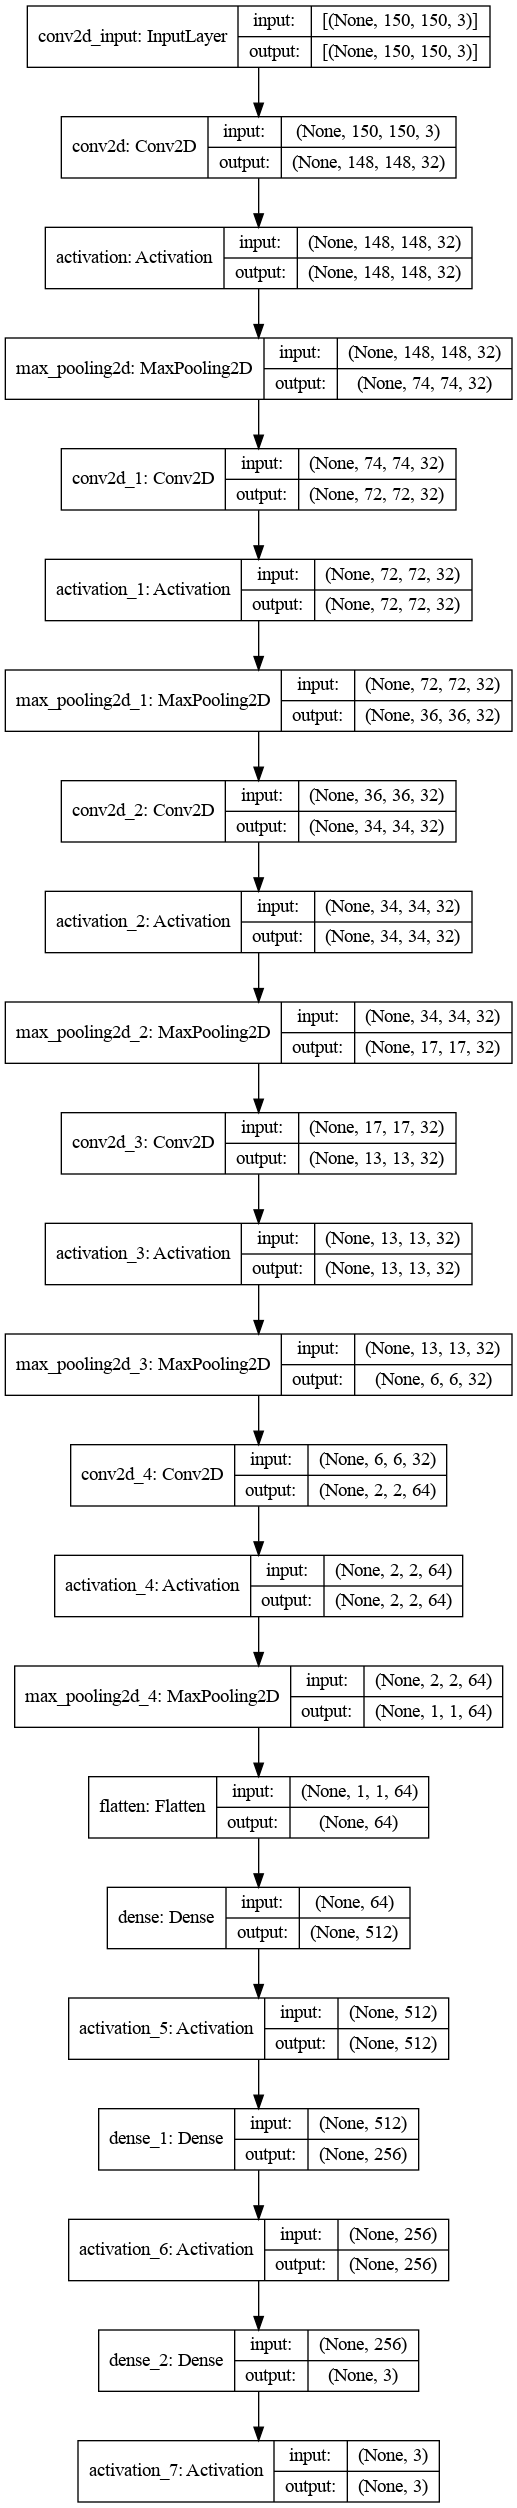 conv2d_input: InputLayer
input:
[(None, 150, 150, 3)]
output:
[(None, 150, 150, 3)]
conv2d: Conv2D
input:
(None, 150, 150, 3)
output:
(None, 148, 148, 32)
activation: Activation
input:
(None, 148, 148, 32)
output:
(None, 148, 148, 32)
max_pooling2d: MaxPooling2D
input:
(None, 148, 148, 32)
output:
(None, 74, 74, 32)
conv2d_1: Conv2D
input:
(None, 74, 74, 32)
output:
(None, 72, 72, 32)
activation_1: Activation
input:
(None, 72, 72, 32)
output:
(None, 72, 72, 32)
max_pooling2d_1: MaxPooling2D
input:
(None, 72, 72, 32)
output:
(None, 36, 36, 32)
conv2d_2: Conv2D
input:
(None, 36, 36, 32)
output:
(None, 34, 34, 32)
activation_2: Activation
input:
(None, 34, 34, 32)
output:
(None, 34, 34, 32)
max_pooling2d_2: MaxPooling2D
input:
(None, 34, 34, 32)
output:
(None, 17, 17, 32)
conv2d_3: Conv2D
input:
(None, 17, 17, 32)
output:
(None, 13, 13, 32)
activation_3: Activation
input:
(None, 13, 13, 32)
output:
(None, 13, 13, 32)
max_pooling2d_3: MaxPooling2D
input:
(None, 13, 13, 32)
output:
(None, 6, 6, 32)
conv2d_4: Conv2D
input:
(None, 6, 6, 32)
output:
(None, 2, 2, 64)
activation_4: Activation
input:
(None, 2, 2, 64)
output:
(None, 2, 2, 64)
max_pooling2d_4: MaxPooling2D
input:
(None, 2, 2, 64)
output:
(None, 1, 1, 64)
flatten: Flatten
input:
(None, 1, 1, 64)
output:
(None, 64)
dense: Dense
input:
(None, 64)
output:
(None, 512)
activation_5: Activation
input:
(None, 512)
output:
(None, 512)
dense_1: Dense
input:
(None, 512)
output:
(None, 256)
activation_6: Activation
input:
(None, 256)
output:
(None, 256)
dense_2: Dense
input:
(None, 256)
output:
(None, 3)
activation_7: Activation
input:
(None, 3)
output:
(None, 3)